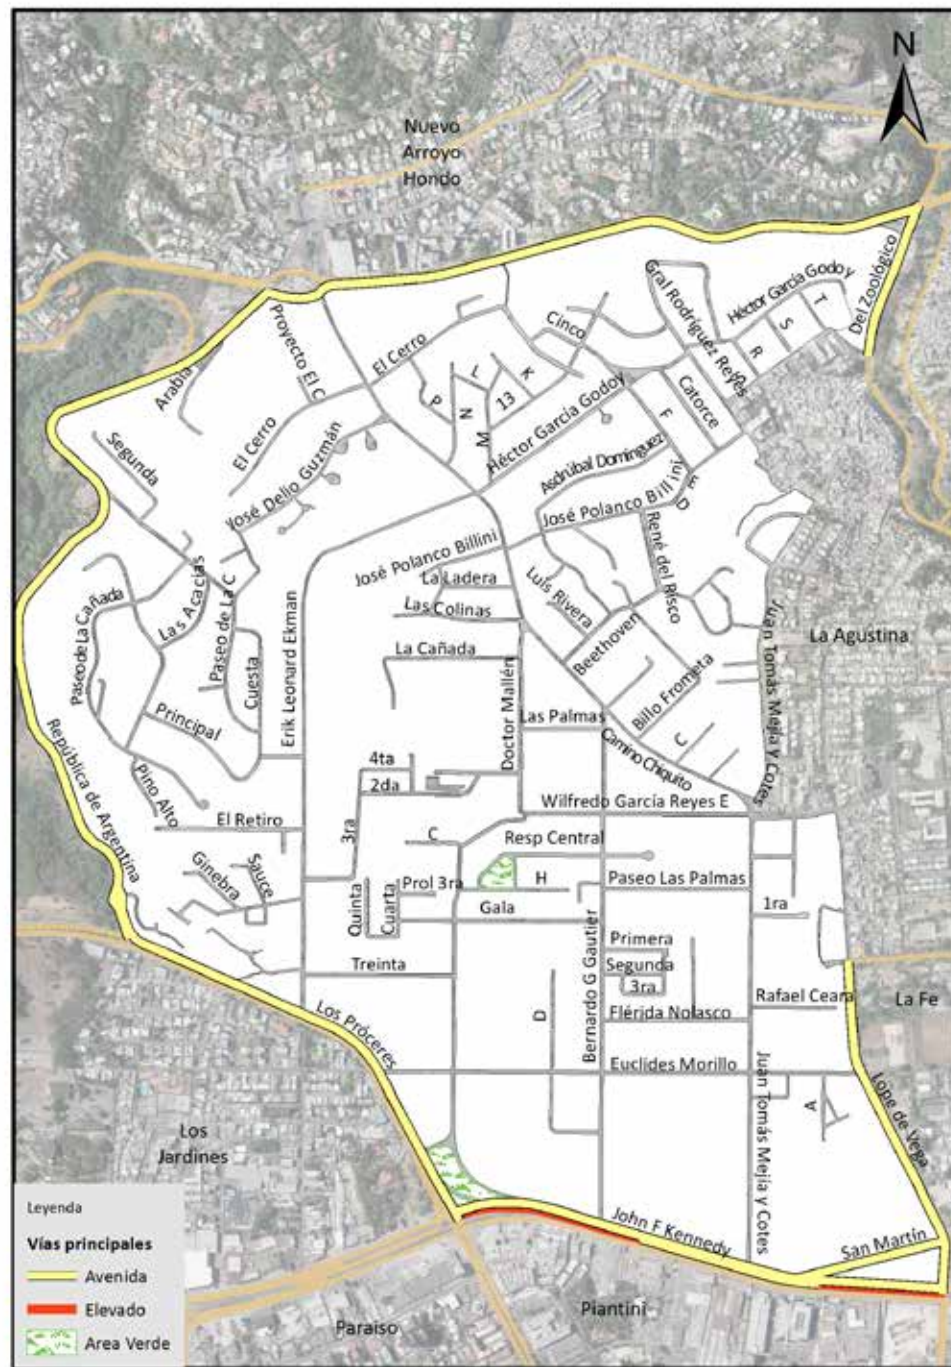 N
Nuevo
Arroyo
Hondo
Del Zoológico
Gral Rodríguez Reyes
Héctor García Godoy
T
S
R
S
Cinco
Proyecto El C
El Cerro
Arabia
K
L
13
P
N
M
Catorce
F
Héctor García Godoy
El Cerro
Segunda
José Delio Guzmán
Asdrúbal Domínguez
José Polanco Billini
E
D
José Polanco Billini
René del Risco
La Ladera
Luis Rivera
Las Colinas
Las Acacias
Paseo de La C
Paseo de La Cañada
Cuesta
Erik Leonard Ekman
Beethoven
Juan Tomás Mejía Y Cotes
La Agustina
La Cañada
Billo Frometa
Principal
Doctor Mallén
Las Palmas
C
Camino Chiquito
República de Argentina
Pino Alto
4ta
2da
Wilfredo García Reyes E
El Retiro
3ra
C
Resp Central
Ginebra
Sauce
Prol 3ra
H
Paseo Las Palmas
Quinta
Cuarta
Gala
1ra
Bernardo G Gautier
Primera
Treinta
Segunda
3ra
Rafael Ceara
La Fe
D
Flérida Nolasco
Los Próceres
Euclides Morillo
Juan Tomás Mejía y Cotes
A
Lope de Vega
Los
Jardines
John F Kennedy
San Martín
Leyenda
Vías principales
Avenida
Elevado
Area Verde
Paraiso
Piantini